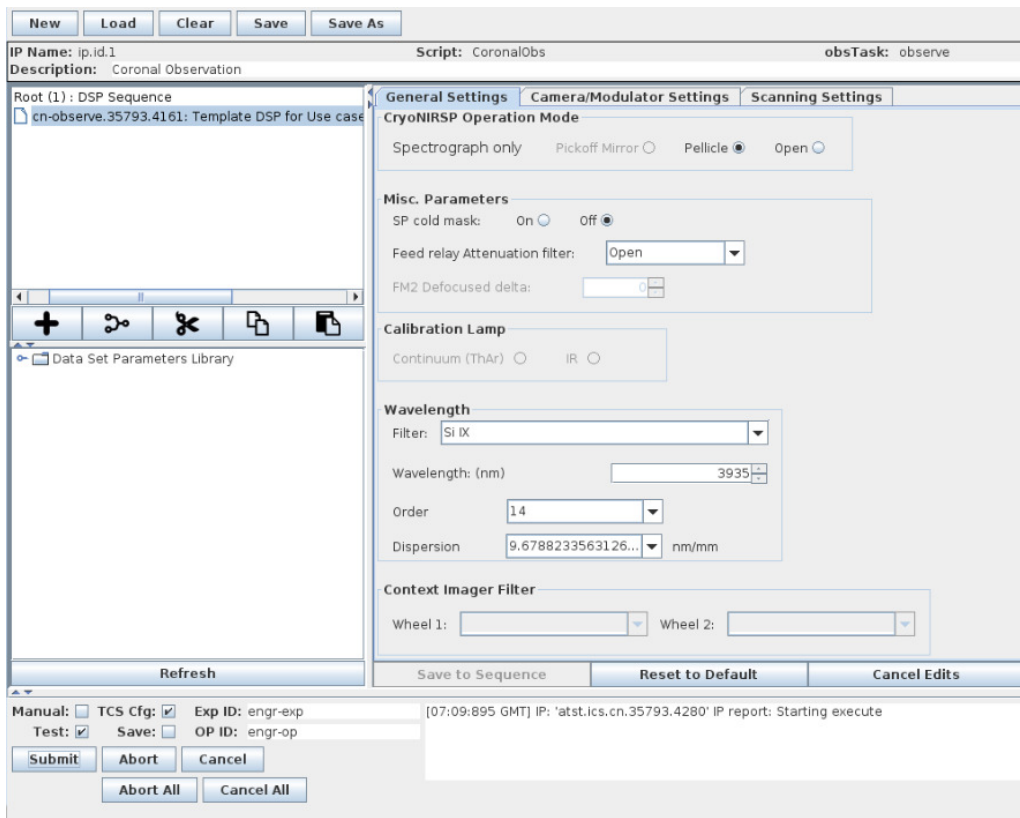 New Load Clear Save Save As
IP Name: ip.id.1 Script: CoronalObs obsTask: observe
Description: Coronal Observation
Root (1) : DSP Sequence
cn-observe.35793.4161: Template DSP for Use case
Data Set Parameters Library
Refresh
General Settings Camera/Modulator Settings Scanning Settings
CryoNIRSP Operation Mode
Spectrograph only Pickoff Mirror Pellicle Open
Misc. Parameters
SP cold mask: On Off
Feed relay Attenuation filter: Open
FM2 Defocused delta: 0
Calibration Lamp
Continuum (ThAr) IR
Wavelength
Filter: Si IX
Wavelength: (nm) 3935
Order 14
Dispersion 9.6788233563126... nm/mm
Context Imager Filter
Wheel 1: Wheel 2:
Save to Sequence Reset to Default Cancel Edits
Manual: TCS Cfg: Exp ID: engr-exp
Test: Save: OP ID: engr-op
Submit Abort Cancel
Abort All Cancel All
[07:09:895 GMT] IP: 'atst.ics.cn.35793.4280' IP report: Starting execute